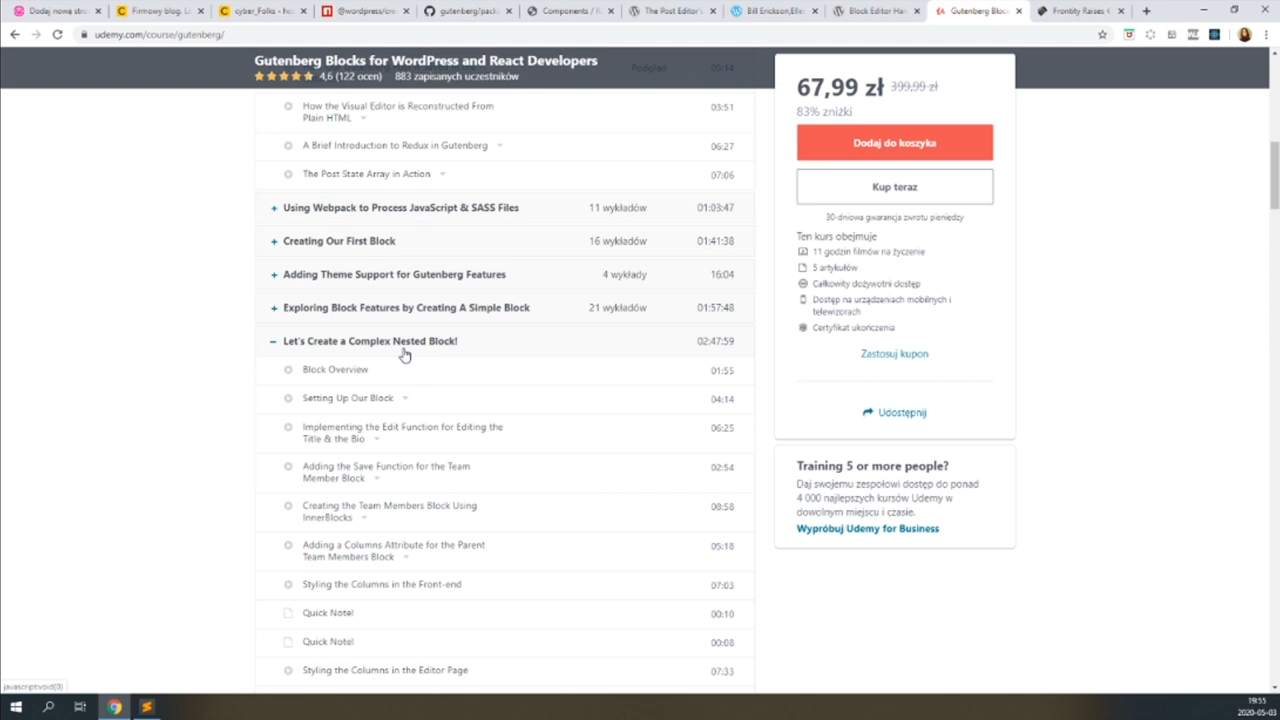 Dodaj nową stro
Firmowy blog. L
cyber_Folks - ho
@wordpress/cre
gutenberg/pack
Components / R
The Post Editor'
Bill Erickson,Elle
Block Editor Han
Gutenberg Bloc
Frontity Raises €
udemy.com/course/gutenberg/
Gutenberg Blocks for WordPress and React Developers
4,6 (122 ocen) 883 zapisanych uczestników
Podgląd 05:14
How the Visual Editor is Reconstructed From
Plain HTML
03:51
A Brief Introduction to Redux in Gutenberg 06:27
The Post State Array in Action 07:06
+ Using Webpack to Process JavaScript & SASS Files 11 wykładów 01:03:47
+ Creating Our First Block 16 wykładów 01:41:38
+ Adding Theme Support for Gutenberg Features 4 wykłady 16:04
+ Exploring Block Features by Creating A Simple Block 21 wykładów 01:57:48
− Let's Create a Complex Nested Block! 02:47:59
Block Overview 01:55
Setting Up Our Block 04:14
Implementing the Edit Function for Editing the
Title & the Bio
06:25
Adding the Save Function for the Team
Member Block
02:54
Creating the Team Members Block Using
InnerBlocks
08:58
Adding a Columns Attribute for the Parent
Team Members Block
05:18
Styling the Columns in the Front-end 07:03
Quick Note! 00:10
Quick Note! 00:08
Styling the Columns in the Editor Page 07:33
67,99 zł 399,99 zł
83% zniżki
Dodaj do koszyka
Kup teraz
30-dniowa gwarancja zwrotu pieniędzy
Ten kurs obejmuje
11 godzin filmów na życzenie
5 artykułów
Całkowity dożywotni dostęp
Dostęp na urządzeniach mobilnych i
telewizorach
Certyfikat ukończenia
Zastosuj kupon
Udostępnij
Training 5 or more people?
Daj swojemu zespołowi dostęp do ponad
4 000 najlepszych kursów Udemy w
dowolnym miejscu i czasie.
Wypróbuj Udemy for Business
javascript:void(0)
19:55
2020-05-03